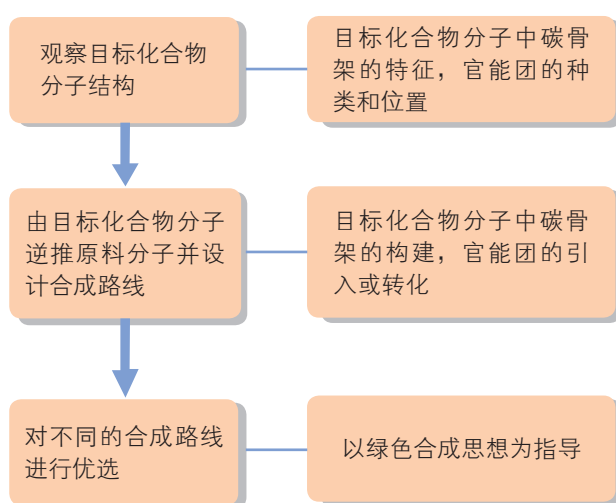 观察目标化合物
分子结构
目标化合物分子中碳骨
架的特征，官能团的种
类和位置
由目标化合物分子
逆推原料分子并设
计合成路线
目标化合物分子中碳骨
架的构建，官能团的引
入或转化
对不同的合成路线
进行优选
以绿色合成思想为指导